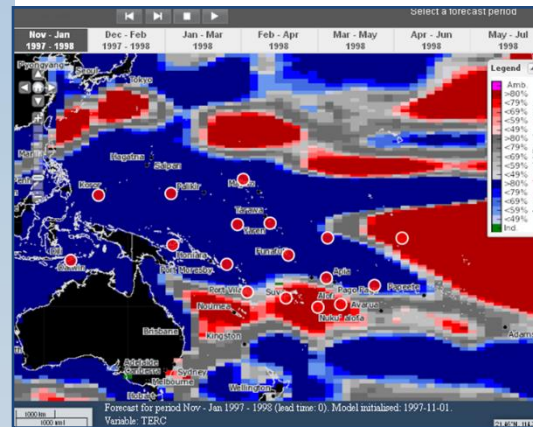 Select a forecast period
Nov - Jan
1997 - 1998
Dec - Feb
1997 - 1998
Jan - Mar
1998
Feb - Apr
1998
Mar - May
1998
Apr - Jun
1998
May - Jul
1998
Legend
Amb.
>80%
<79%
<69%
<59%
<49%
>80%
<79%
<69%
<59%
<49%
>80%
<79%
<69%
<59%
<49%
Ind.
Pyongyang
Seoul
Tokyo
Hagatna
Saipan
Koror
Palikir
Majuro
Tarawa
Yaren
Honiara
Funafuti
Darwin
Port Moresby
Apia
Pago Pago
Papeete
Port Vila
Suva
Alofi
Avarua
Noumea
Nuku'alofa
Kingston
Brisbane
Adams
Adelaide
Canberra
Sydney
Melbourne
Wellington
1000 km
1000 mi
Forecast for period Nov - Jan 1997 - 1998 (lead time: 0). Model initialised: 1997-11-01.
Variable: TERC